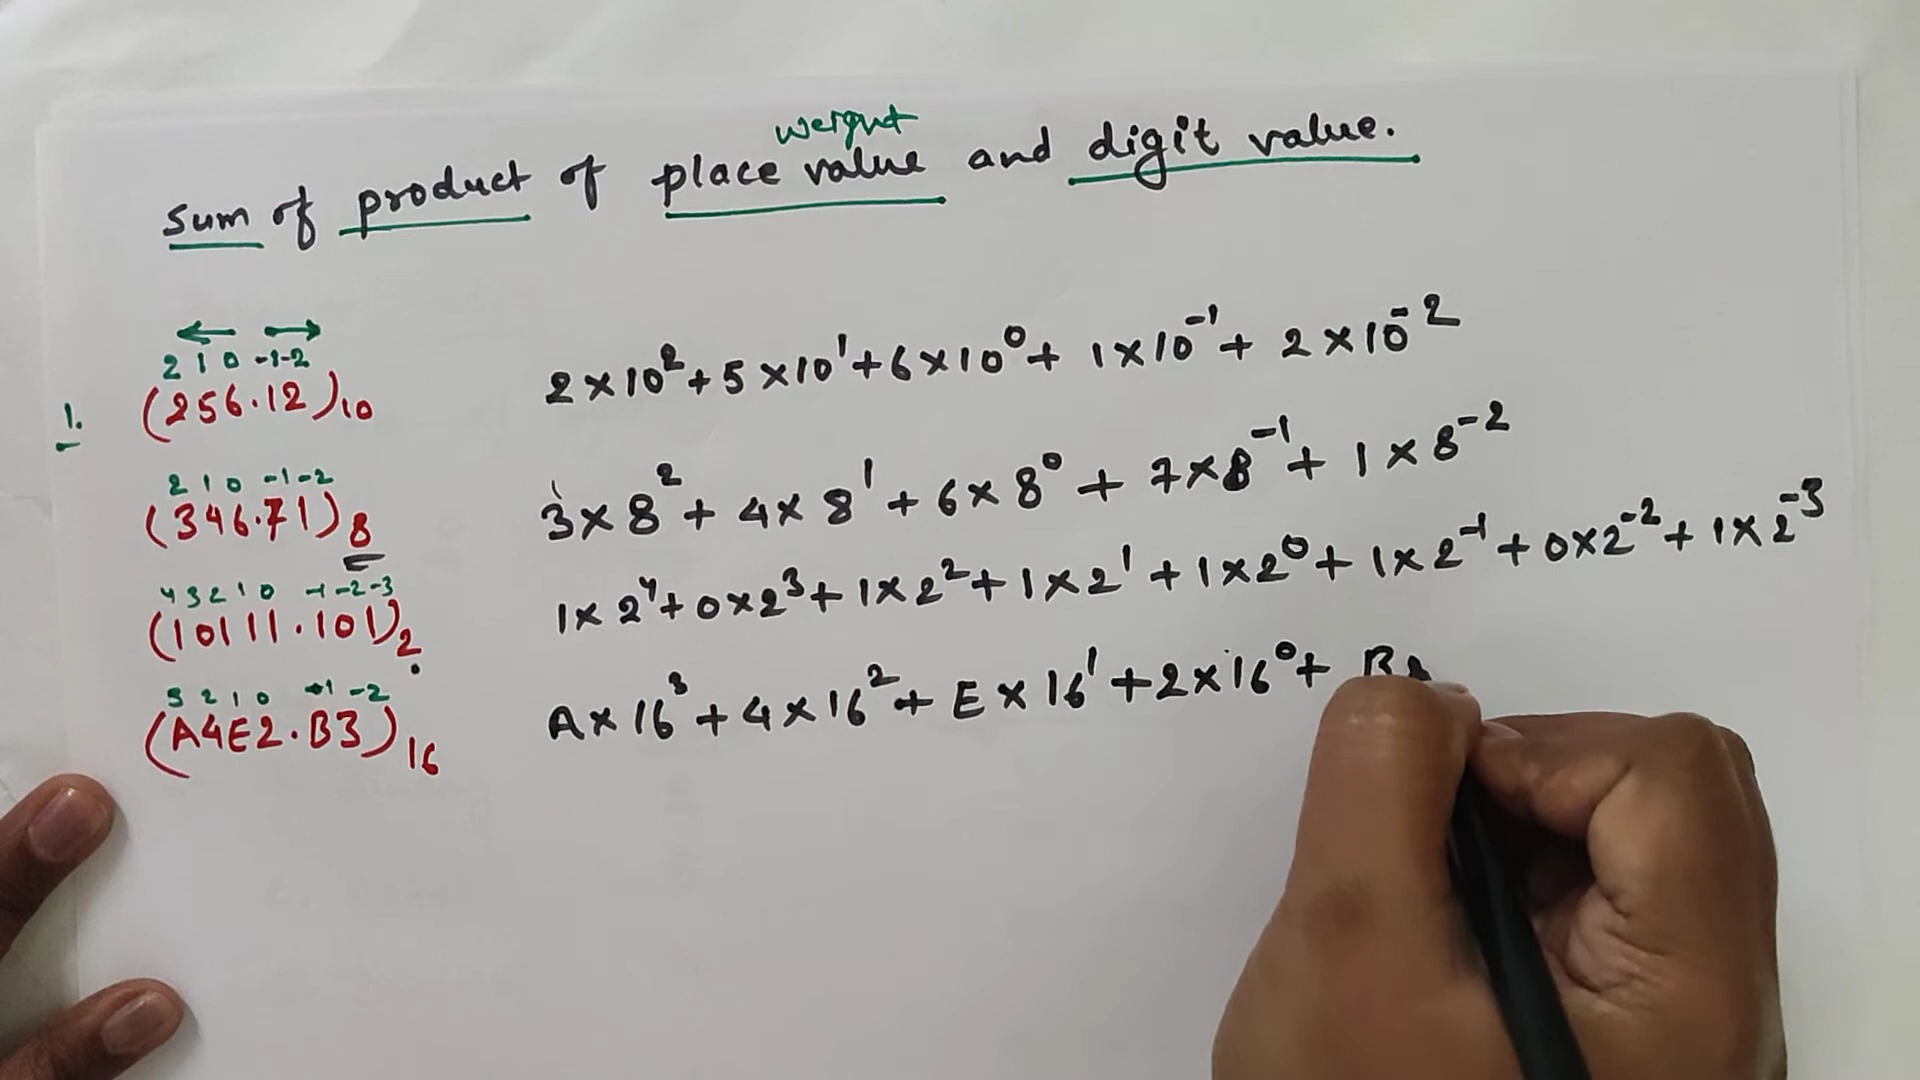 weight
sum of product of place value and digit value.
2 1 0 -1 -2
1. (256.12)₁₀ 2×10²+5×10¹+6×10⁰+ 1×10⁻¹+ 2×10⁻²
2 1 0 -1 -2
(346.71)₈ 3×8²+ 4×8¹+ 6×8⁰ + 7×8⁻¹+ 1×8⁻²
4 3 2 1 0 -1 -2 -3
(10111.101)₂ 1×2⁴+0×2³+1×2²+1×2¹+1×2⁰+1×2⁻¹+0×2⁻²+1×2⁻³
3 2 1 0 -1 -2
(A4E2.B3)₁₆ A×16³+4×16²+E×16¹+2×16⁰+ B